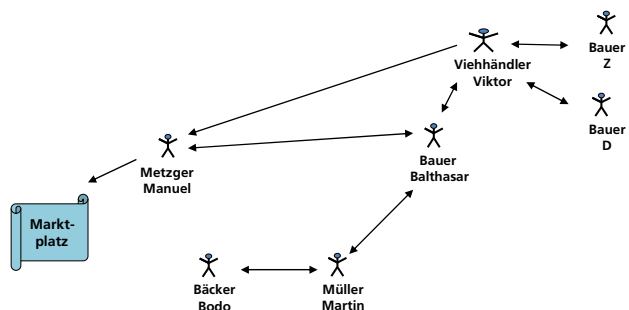 Viehhändler
Viktor
Bauer
Z
Bauer
D
Metzger
Manuel
Bauer
Balthasar
Markt-
platz
Bäcker
Bodo
Müller
Martin